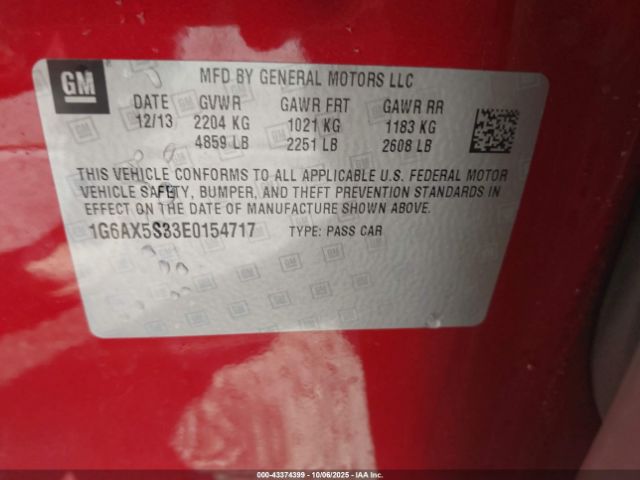 GM
MFD BY GENERAL MOTORS LLC
DATE GVWR GAWR FRT GAWR RR
12/13 2204 KG 1021 KG 1183 KG
4859 LB 2251 LB 2608 LB
THIS VEHICLE CONFORMS TO ALL APPLICABLE U.S. FEDERAL MOTOR
VEHICLE SAFETY, BUMPER, AND THEFT PREVENTION STANDARDS IN
EFFECT ON THE DATE OF MANUFACTURE SHOWN ABOVE.
1G6AX5S33E0154717 TYPE: PASS CAR
000-43374399 - 10/06/2025 - IAA, Inc.